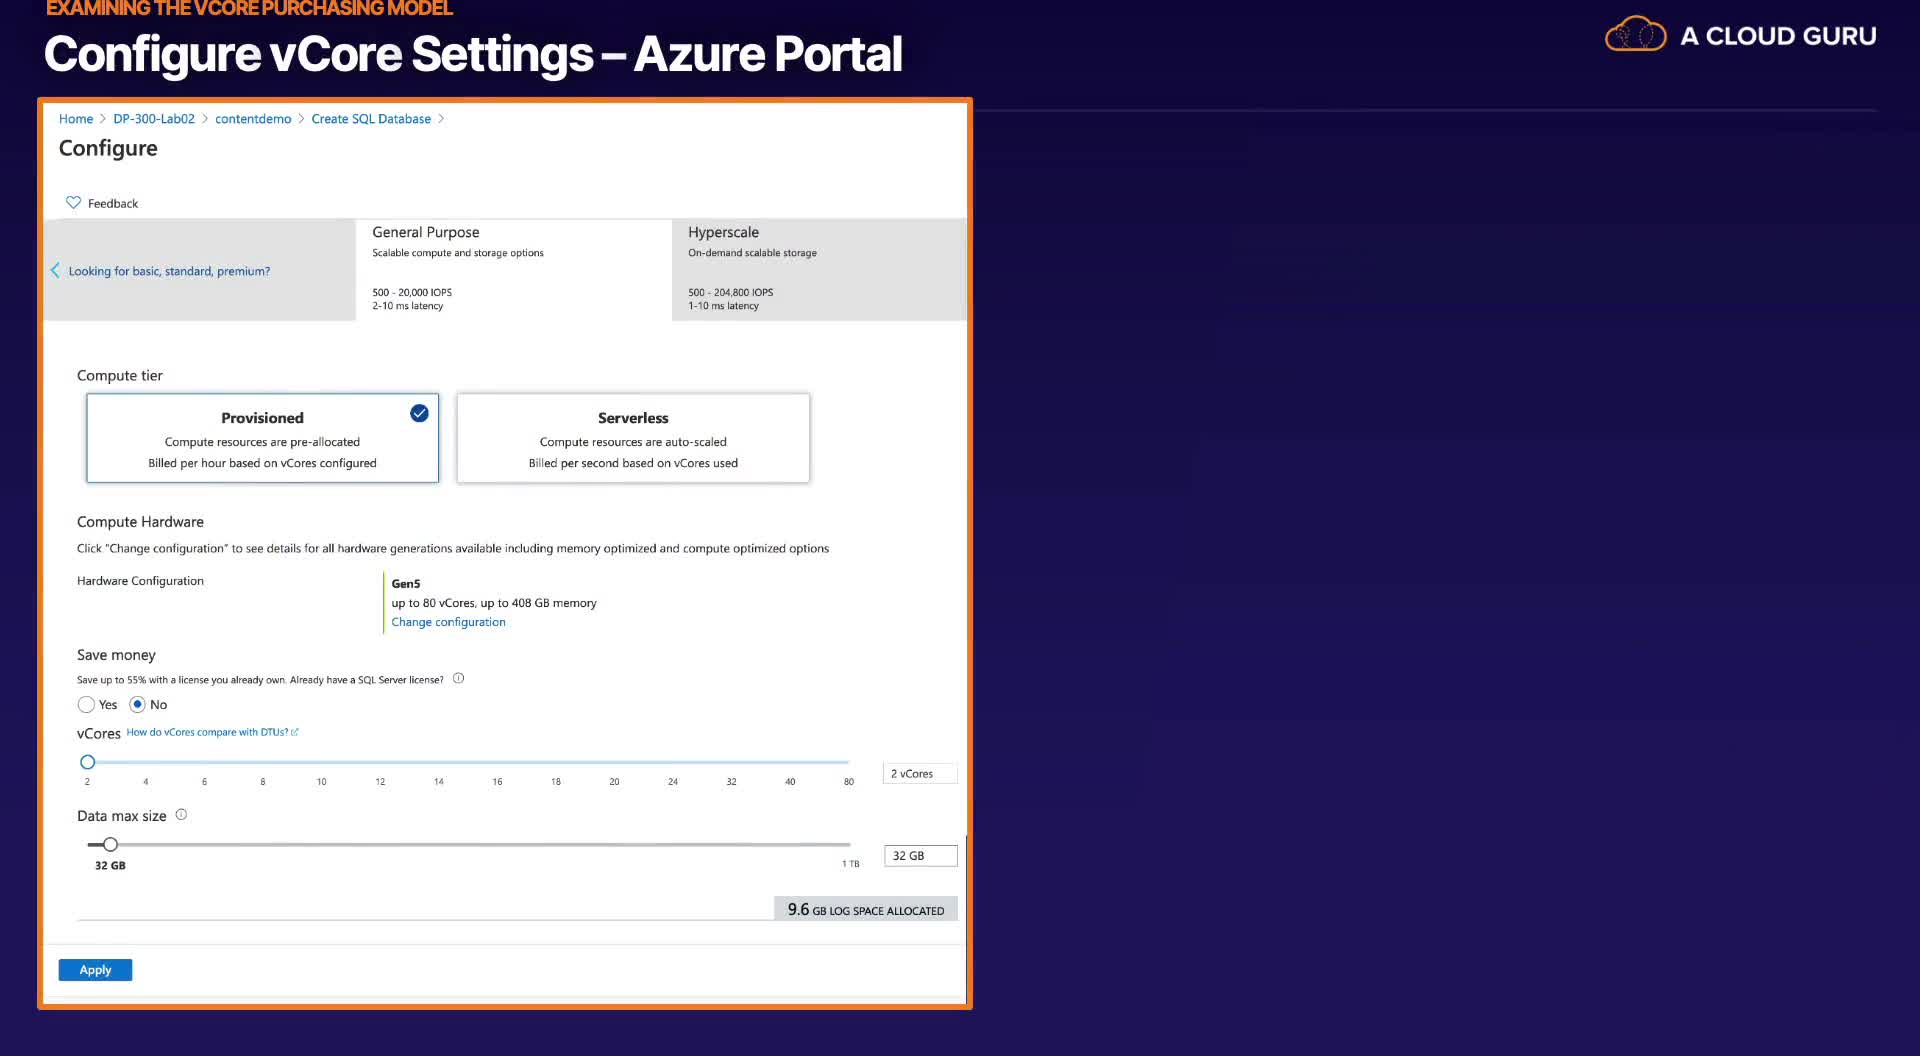 EXAMINING THE VCORE PURCHASING MODEL
Configure vCore Settings – Azure Portal
A CLOUD GURU
Home > DP-300-Lab02 > contentdemo > Create SQL Database >
Configure
Feedback
Looking for basic, standard, premium?
General Purpose
Scalable compute and storage options
500 - 20,000 IOPS
2-10 ms latency
Hyperscale
On-demand scalable storage
500 - 204,800 IOPS
1-10 ms latency
Compute tier
Provisioned
Compute resources are pre-allocated
Billed per hour based on vCores configured
Serverless
Compute resources are auto-scaled
Billed per second based on vCores used
Compute Hardware
Click "Change configuration" to see details for all hardware generations available including memory optimized and compute optimized options
Hardware Configuration
Gen5
up to 80 vCores, up to 408 GB memory
Change configuration
Save money
Save up to 55% with a license you already own. Already have a SQL Server license?
Yes No
vCores How do vCores compare with DTUs?
2 4 6 8 10 12 14 16 18 20 24 32 40 80
2 vCores
Data max size
32 GB
1 TB
32 GB
9.6 GB LOG SPACE ALLOCATED
Apply